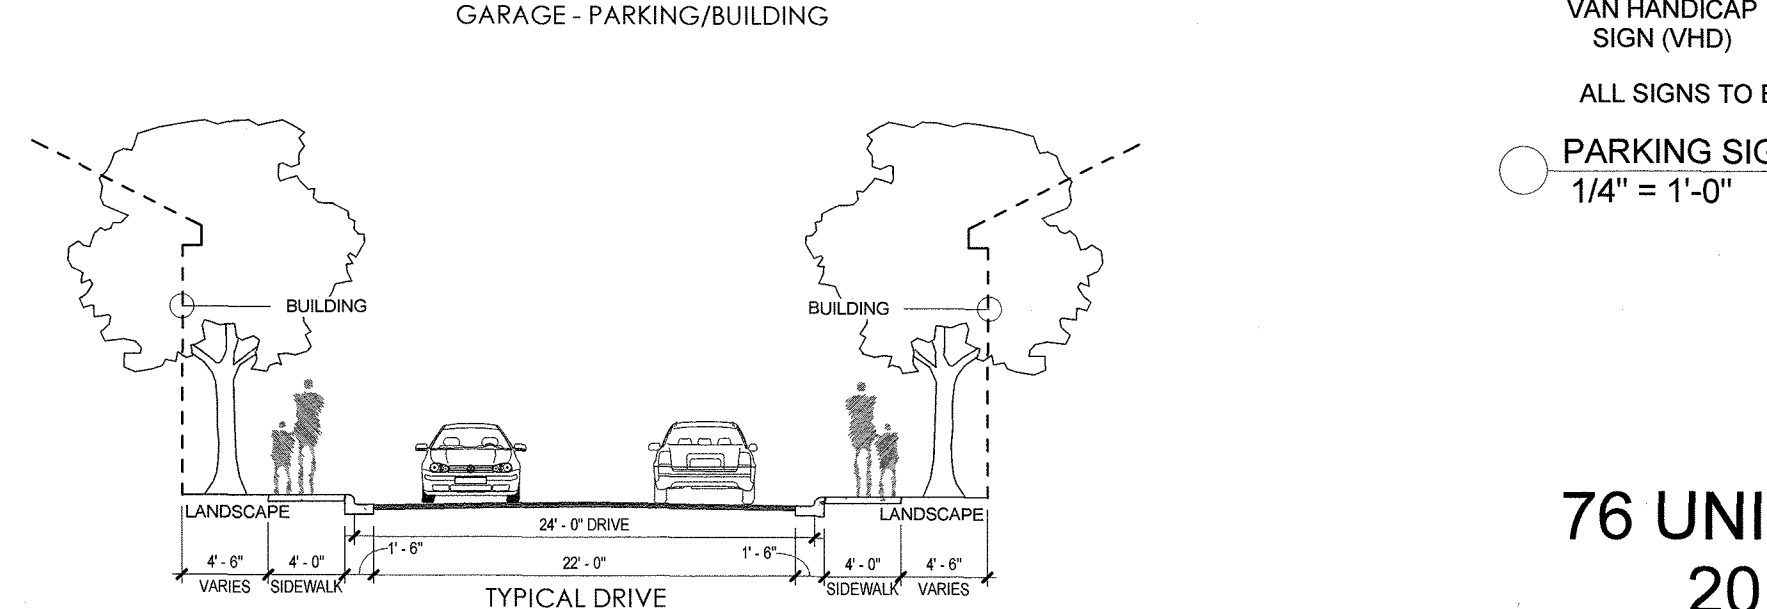 GARAGE - PARKING/BUILDING
VAN HANDICAP
SIGN (VHD)
ALL SIGNS TO
PARKING
1/4" = 1'-0"
BUILDING
BUILDING
LANDSCAPE
LANDSCAPE
24' - 0" DRIVE
1' - 6"
1' - 6"
4' - 6"
4' - 0"
22' - 0"
4' - 0"
4' - 6"
VARIES
SIDEWALK
SIDEWALK
VARIES
TYPICAL DRIVE
76 UNI
20